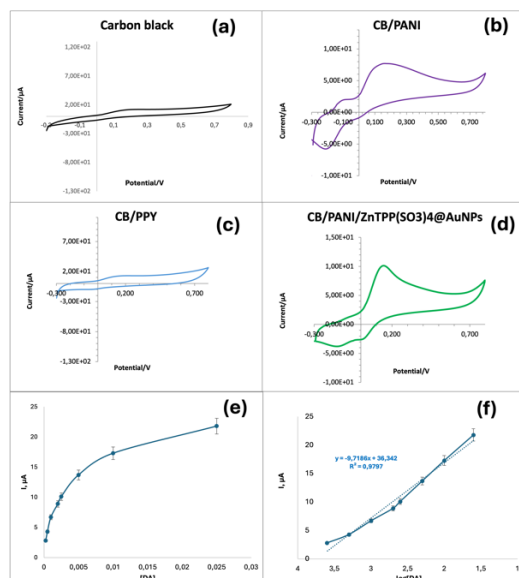 Carbon black
(a)
1,20E+02
7,00E+01
2,00E+01
-3,00E+01
-8,00E+01
-1,30E+02
0,1
0,3
0,5
0,7
0,9
Current/µA
Potential/V
CB/PANI
(b)
1,00E+01
5,00E+00
0,00E+00
-5,00E+00
-1,00E+01
-0,300
-0,100
0,100
0,300
0,500
0,700
Current/µA
Potential/V
CB/PPY
(c)
7,00E+01
2,00E+01
-3,00E+01
-8,00E+01
-1,30E+02
-0,300
0,200
0,700
Current/µA
Potential/V
CB/PANI/ZnTPP(SO3)4@AuNPs
(d)
1,00E+01
5,00E+00
0,00E+00
-5,00E+00
-1,00E+01
-0,300
0,200
0,700
Current/µA
Potential/V
(e)
25
20
15
10
5
0
0
0,005
0,01
0,015
0,02
0,025
0,03
I, µA
[DA]
(f)
y = -9,7186x + 36,342
R² = 0,9797
25
20
15
10
5
0
4
3,5
3
2,5
2
1,5
1
I, µA